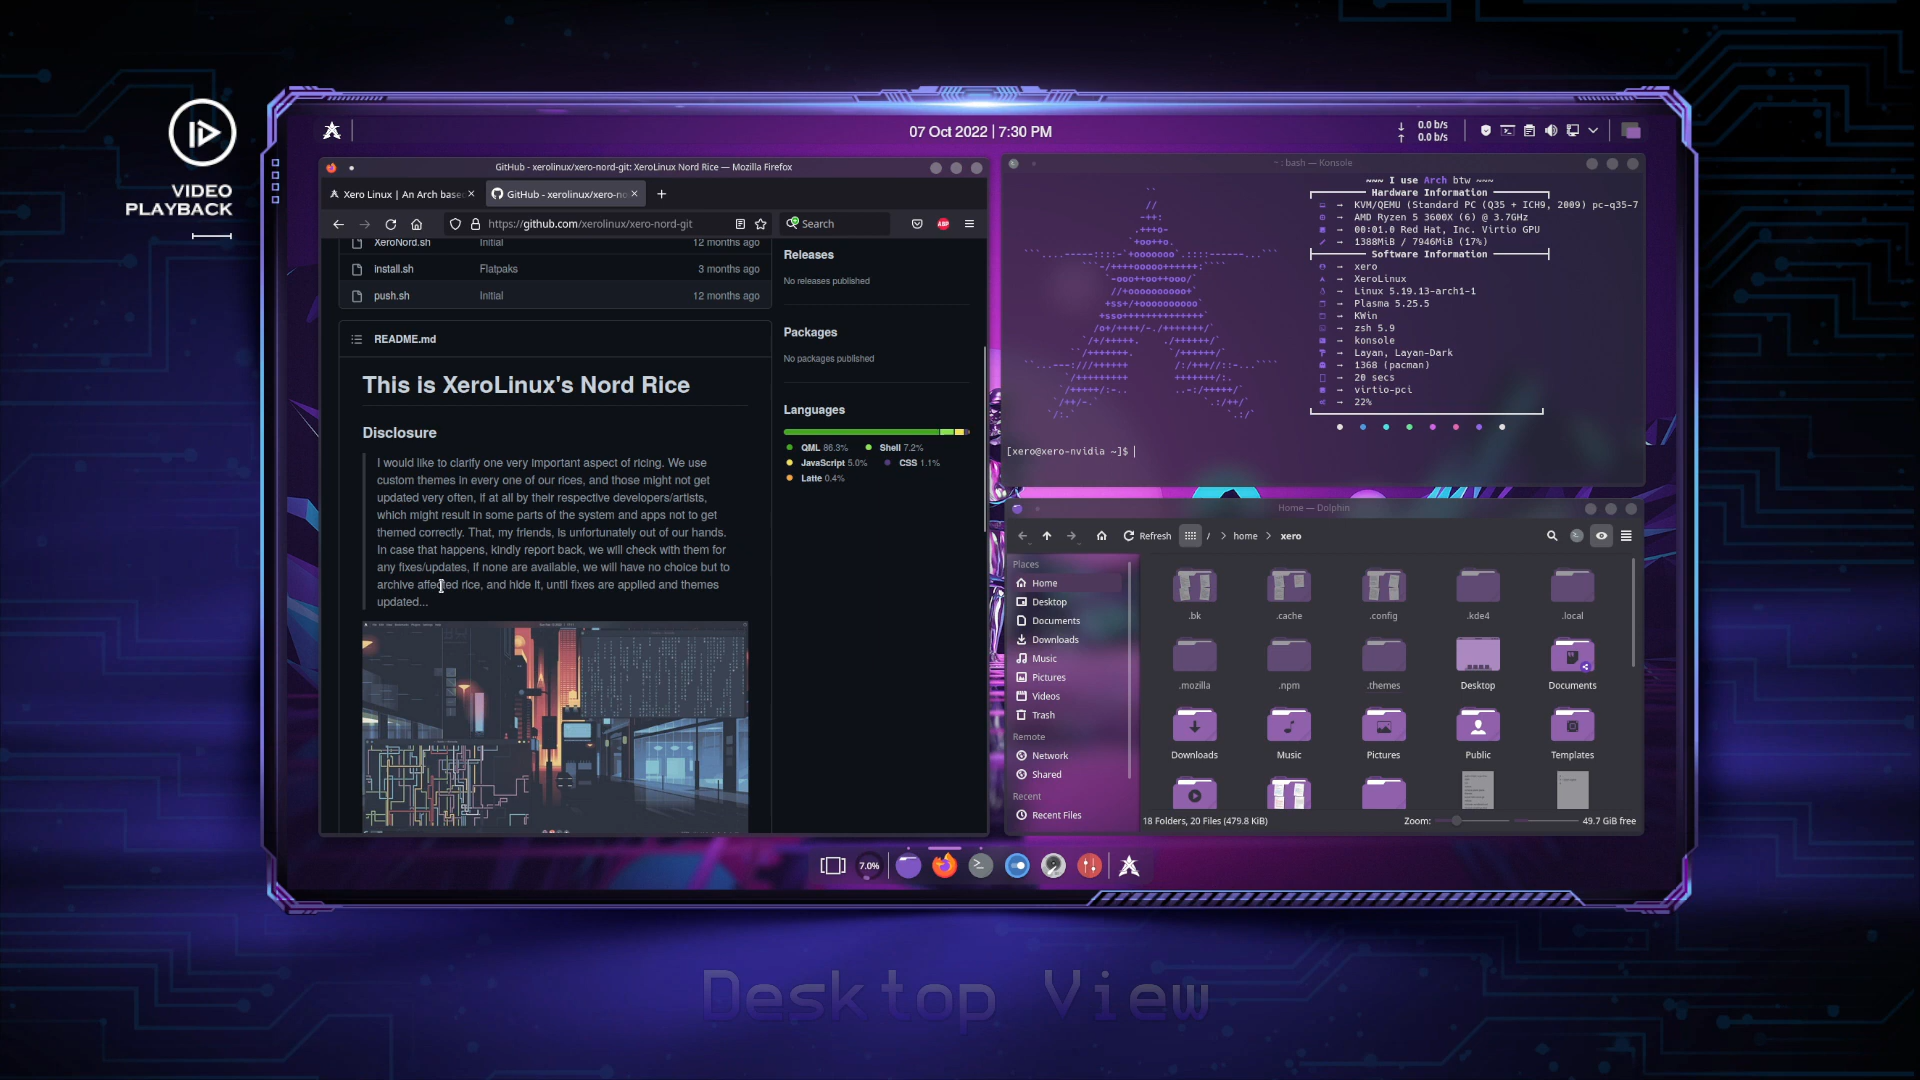 VIDEO
PLAYBACK
07 Oct 2022 | 7:30 PM
0.0 b/s
0.0 b/s
GitHub - xerolinux/xero-nord-git: XeroLinux Nord Rice — Mozilla Firefox
Xero Linux | An Arch base
GitHub - xerolinux/xero-no
https://github.com/xerolinux/xero-nord-git
Search
XeroNord.sh Initial 12 months ago
install.sh Flatpaks 3 months ago
push.sh Initial 12 months ago
README.md
This is XeroLinux's Nord Rice
Disclosure
I would like to clarify one very important aspect of ricing. We use
custom themes in every one of our rices, and those might not get
updated very often, if at all by their respective developers/artists,
which might result in some parts of the system and apps not to get
themed correctly. That, my friends, is unfortunately out of our hands.
In case that happens, kindly report back, we will check with them for
any fixes/updates, if none are available, we will have no choice but to
archive affected rice, and hide it, until fixes are applied and themes
updated...
Releases
No releases published
Packages
No packages published
Languages
QML 86.3% Shell 7.2%
JavaScript 5.0% CSS 1.1%
Latte 0.4%
~ : bash — Konsole
~~~ I use Arch btw ~~~
Hardware Information
KVM/QEMU (Standard PC (Q35 + ICH9, 2009) pc-q35-7
AMD Ryzen 5 3600X (6) @ 3.7GHz
00:01.0 Red Hat, Inc. Virtio GPU
1388MiB / 7946MiB (17%)
Software Information
xero
XeroLinux
Linux 5.19.13-arch1-1
Plasma 5.25.5
KWin
zsh 5.9
konsole
Layan, Layan-Dark
1368 (pacman)
20 secs
virtio-pci
22%
[xero@xero-nvidia ~]$
Home — Dolphin
Refresh / > home > xero
Places
Home
Desktop
Documents
Downloads
Music
Pictures
Videos
Trash
Remote
Network
Shared
Recent
Recent Files
.bk .cache .config .kde4 .local
.mozilla .npm .themes Desktop Documents
Downloads Music Pictures Public Templates
18 Folders, 20 Files (479.8 KiB) Zoom: 49.7 GiB free
7.0%
Desktop View